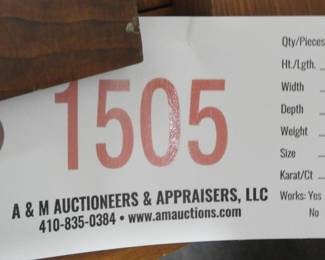 1505
A & M AUCTIONEERS & APPRAISERS, LLC
410-835-0384 • www.amauctions.com
Qty/Pieces
Ht./Lgth.
Width
Depth
Weight
Size
Karat/Ct
Works: Yes
No